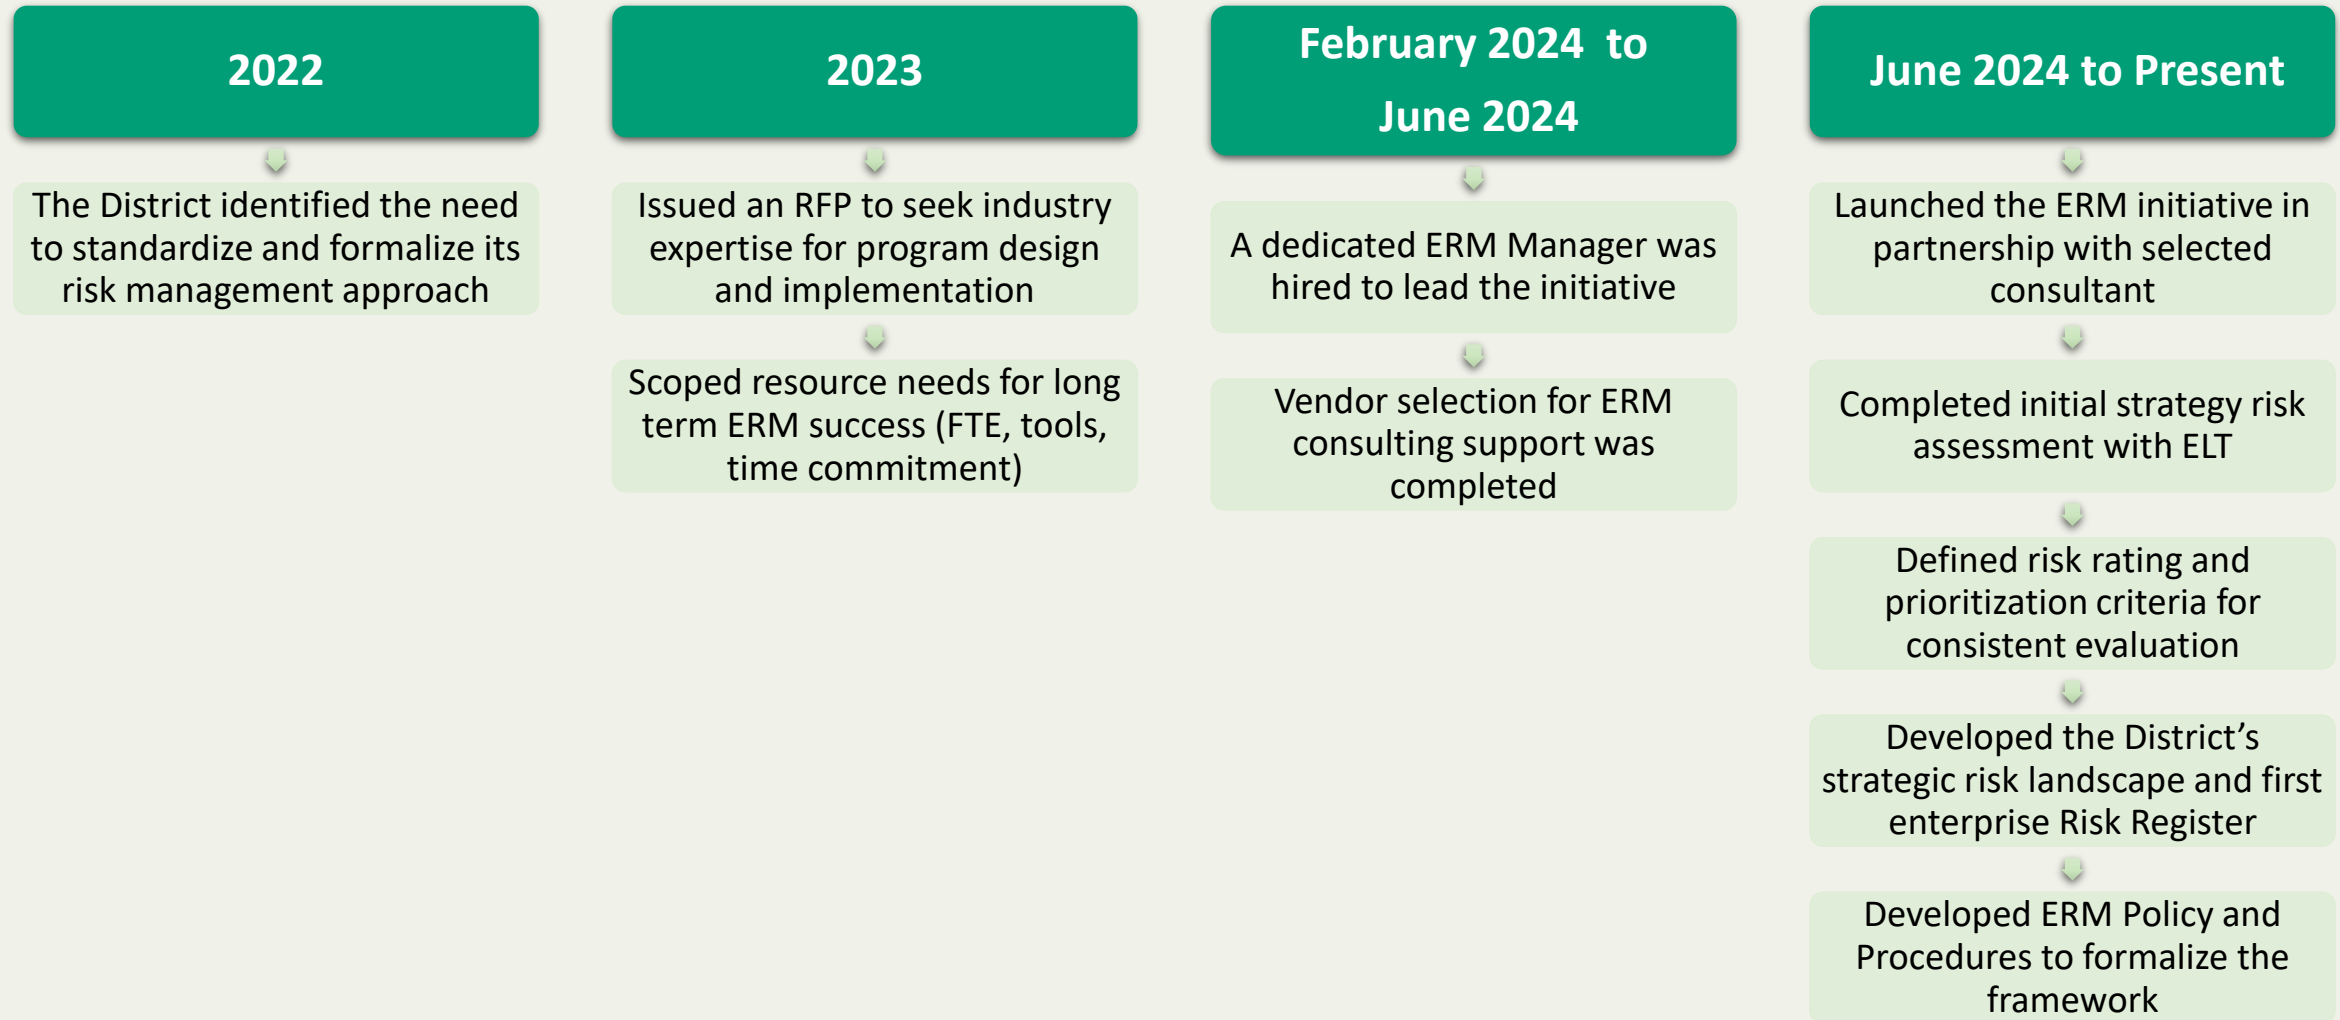 2022
The District identified the need
to standardize and formalize its
risk management approach
2023
Issued an RFP to seek industry
expertise for program design
and implementation
Scoped resource needs for long
term ERM success (FTE, tools,
time commitment)
February 2024 to
June 2024
A dedicated ERM Manager was
hired to lead the initiative
Vendor selection for ERM
consulting support was
completed
June 2024 to Present
Launched the ERM initiative in
partnership with selected
consultant
Completed initial strategy risk
assessment with ELT
Defined risk rating and
prioritization criteria for
consistent evaluation
Developed the District’s
strategic risk landscape and first
enterprise Risk Register
Developed ERM Policy and
Procedures to formalize the
framework